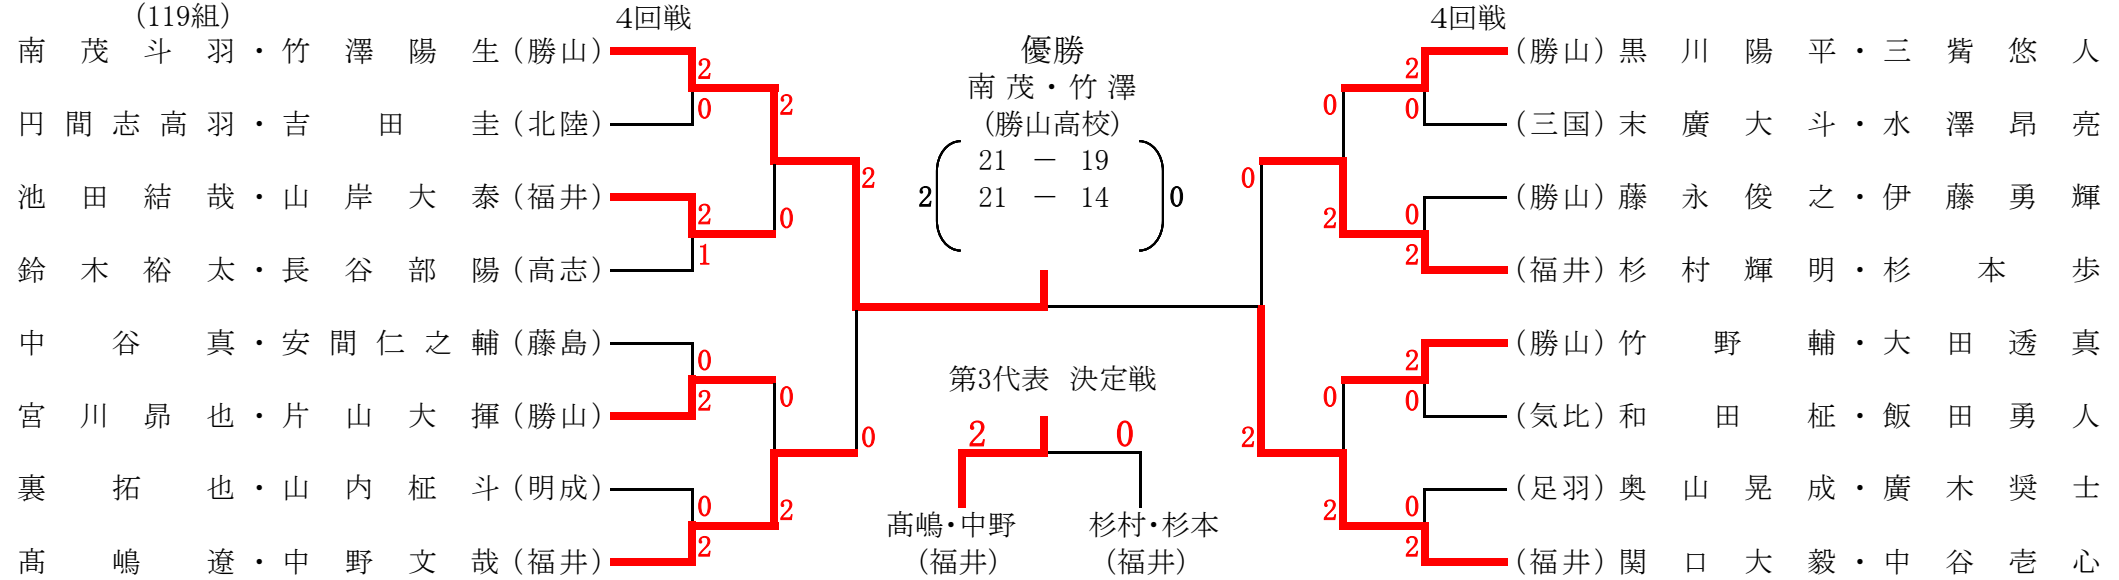 (119組)
4回戦
南茂斗羽・竹澤陽生(勝山)
2
0
円間志高羽・吉田圭(北陸)
2
池田結哉・山岸大泰(福井)
2
1
0
鈴木裕太・長谷部陽(高志)
2
中谷真・安間仁之輔(藤島)
0
2
0
宮川昴也・片山大揮(勝山)
0
裏拓也・山内柾斗(明成)
0
2
2
髙嶋遼・中野文哉(福井)
優勝
南茂・竹澤
(勝山高校)
21 － 19
2 21 － 14 0
第3代表 決定戦
2 0
髙嶋・中野 杉村・杉本
(福井) (福井)
4回戦
(勝山)黒川陽平・三觜悠人
2
0
0
(三国)末廣大斗・水澤昂亮
0
(勝山)藤永俊之・伊藤勇輝
0
2
2
(福井)杉村輝明・杉本歩
(勝山)竹野輔・大田透真
2
0
0
(気比)和田柾・飯田勇人
2
(足羽)奥山晃成・廣木奨士
0
2
2
(福井)関口大毅・中谷壱心